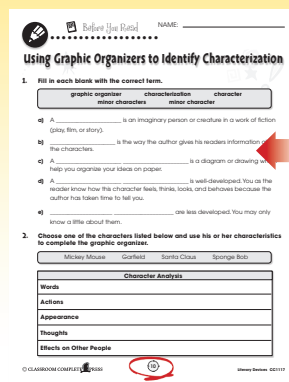 Before You Read
NAME:
Using Graphic Organizers to Identify Characterization
1. Fill in each blank with the correct term.
graphic organizer characterization character
minor characters minor character
a) A ____________________ is an imaginary person or creature in a work of fiction
(play, film, or story).
b) ____________________ is the way the author gives his readers information
the characters.
c) A ____________________ is a diagram or drawing
help you organize your ideas on paper.
d) A ____________________ is well-developed. You as the
reader know how this character feels, thinks, looks, and behaves because the
author has taken time to tell you.
e) ____________________ are less developed. You may only
know a little about them.
2. Choose one of the characters listed below and use his or her characteristics
to complete the graphic organizer.
Mickey Mouse Garfield Santa Claus Sponge Bob
Character Analysis
Words
Actions
Appearance
Thoughts
Effects on Other People
© CLASSROOM COMPLETE PRESS
10
Literary Devices CC1117